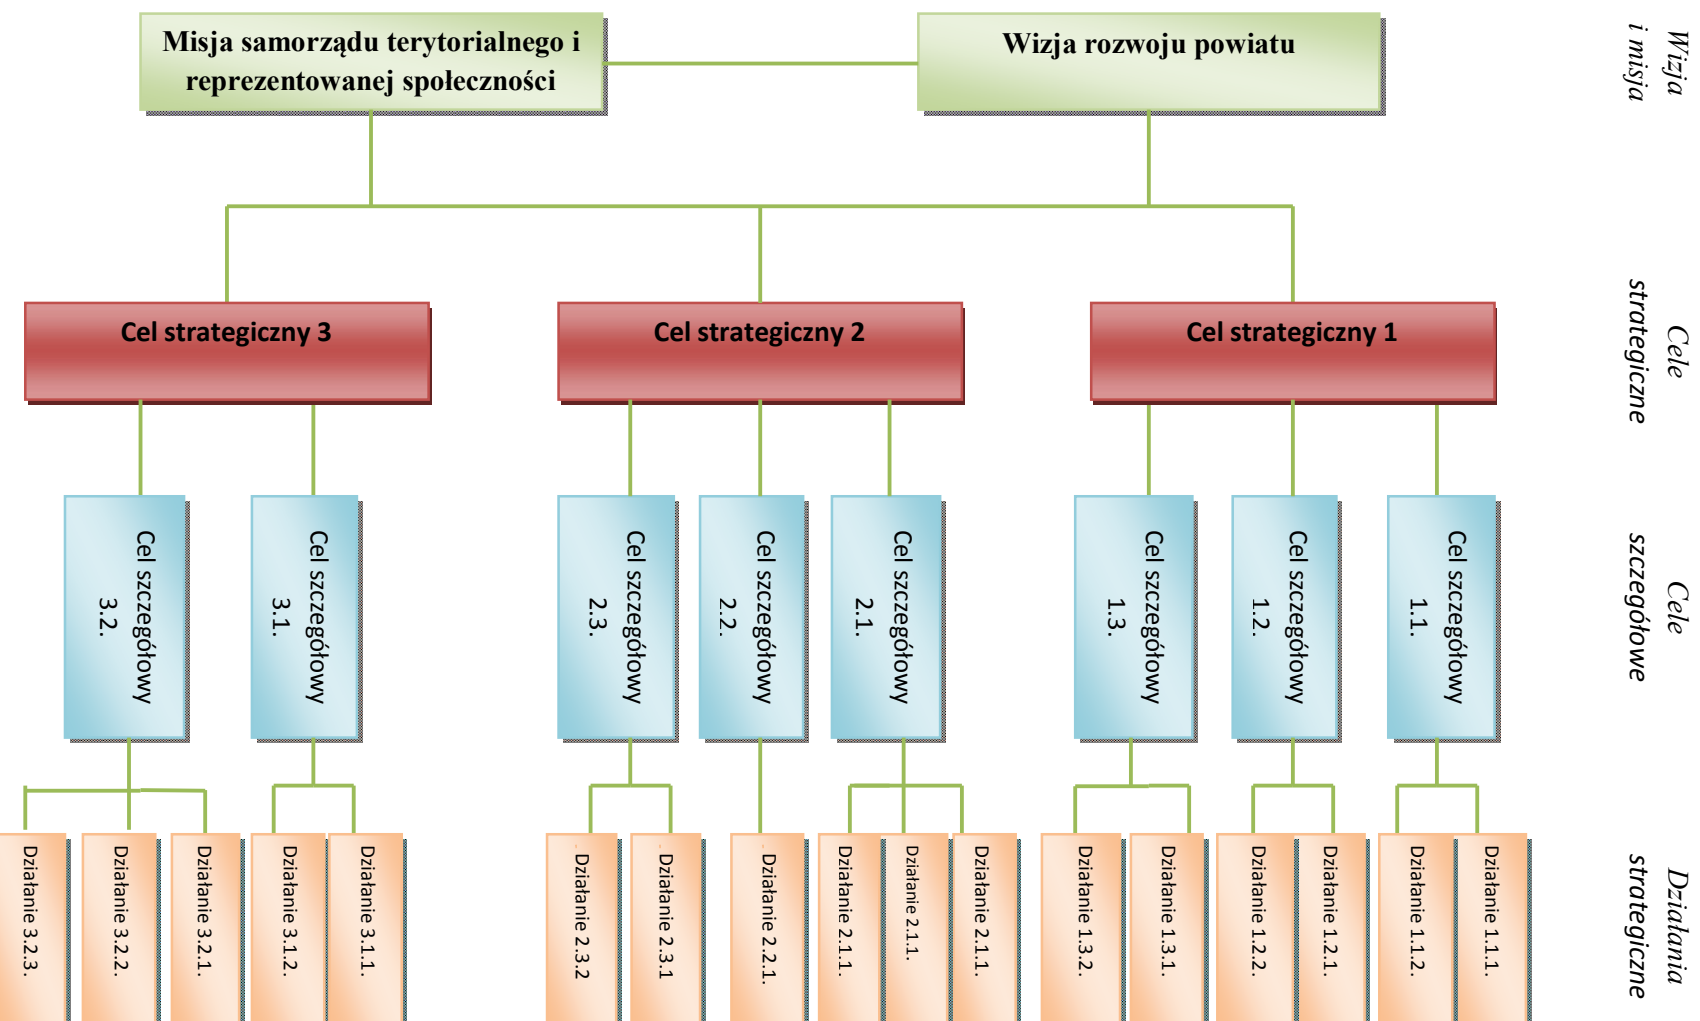 Misja samorządu terytorialnego i
reprezentowanej społeczności
Wizja rozwoju powiatu
Wizja
i misja
Cel strategiczny 3
Cel strategiczny 2
Cel strategiczny 1
Cele
strategiczne
Cel szczegółowy
3.2.
Cel szczegółowy
3.1.
Cel szczegółowy
2.3.
Cel szczegółowy
2.2.
Cel szczegółowy
2.1.
Cel szczegółowy
1.3.
Cel szczegółowy
1.2.
Cel szczegółowy
1.1.
Cele
szczegółowe
Działanie 3.2.3.
Działanie 3.2.2.
Działanie 3.2.1.
Działanie 3.1.2.
Działanie 3.1.1.
Działanie 2.3.2
Działanie 2.3.1
Działanie 2.2.1.
Działanie 2.1.1.
Działanie 2.1.1.
Działanie 2.1.1.
Działanie 1.3.2.
Działanie 1.3.1.
Działanie 1.2.2.
Działanie 1.2.1.
Działanie 1.1.2.
Działanie 1.1.1.
Działania
strategiczne